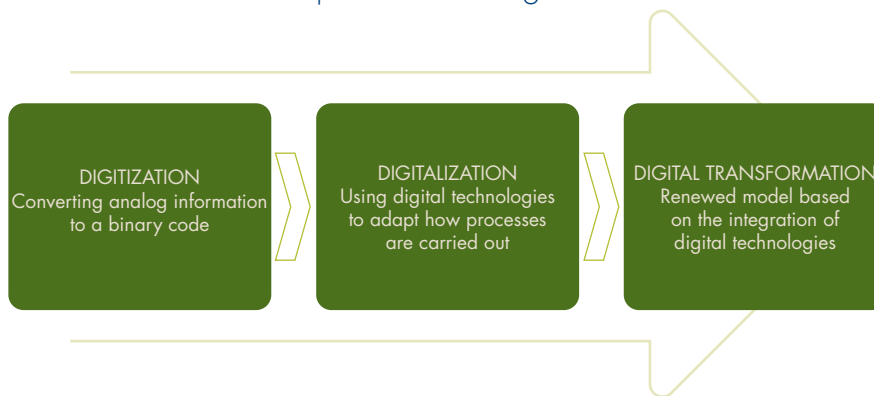 DIGITIZATION
Converting analog information
to a binary code
DIGITALIZATION
Using digital technologies
to adapt how processes
are carried out
DIGITAL TRANSFORMATION
Renewed model based
on the integration of
digital technologies